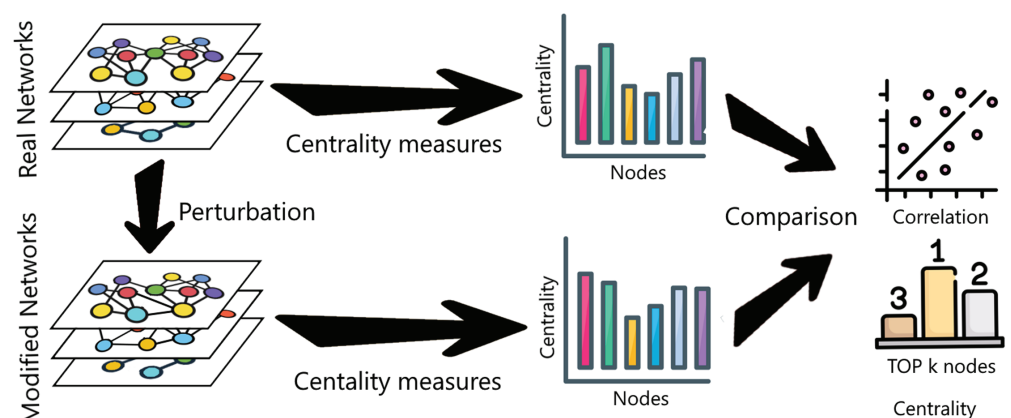 Real Networks
Centrality measures
Centrality
Nodes
Perturbation
Comparison
Correlation
Modified Networks
Centality measures
Centrality
Nodes
1
2
3
TOP k nodes
Centrality